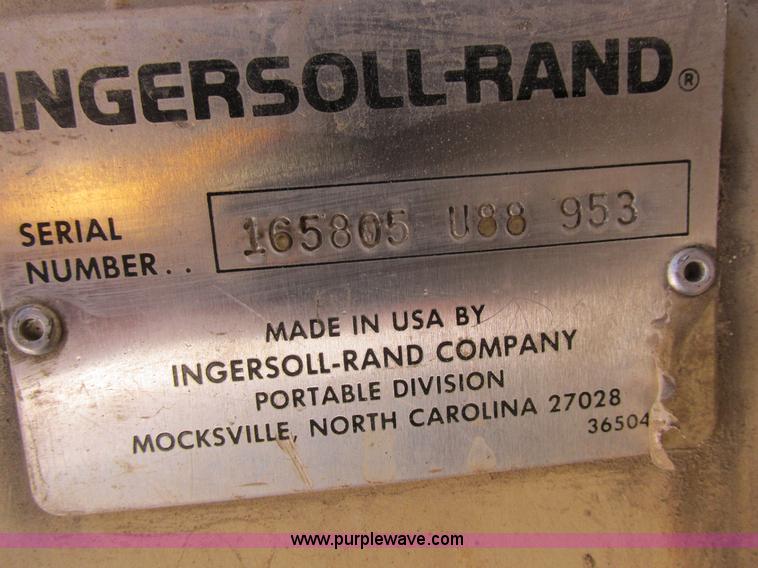 INGERSOLL-RAND®
SERIAL
NUMBER..
165805 U88 953
MADE IN USA BY
INGERSOLL-RAND COMPANY
PORTABLE DIVISION
MOCKSVILLE, NORTH CAROLINA 27028
36504
www.purplewave.com